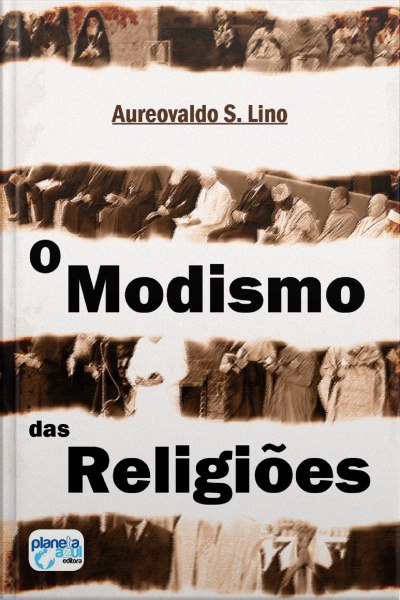 Aureovaldo S. Lino
O
Modismo
das
Religiões
planeta
azul
editora